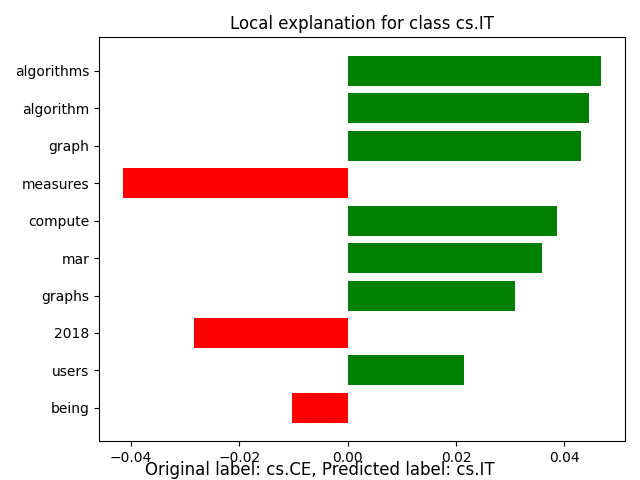 Local explanation for class cs.IT
algorithms
algorithm
graph
measures
compute
mar
graphs
2018
users
being
−0.04 −0.02 0.00 0.02 0.04
Original label: cs.CE, Predicted label: cs.IT